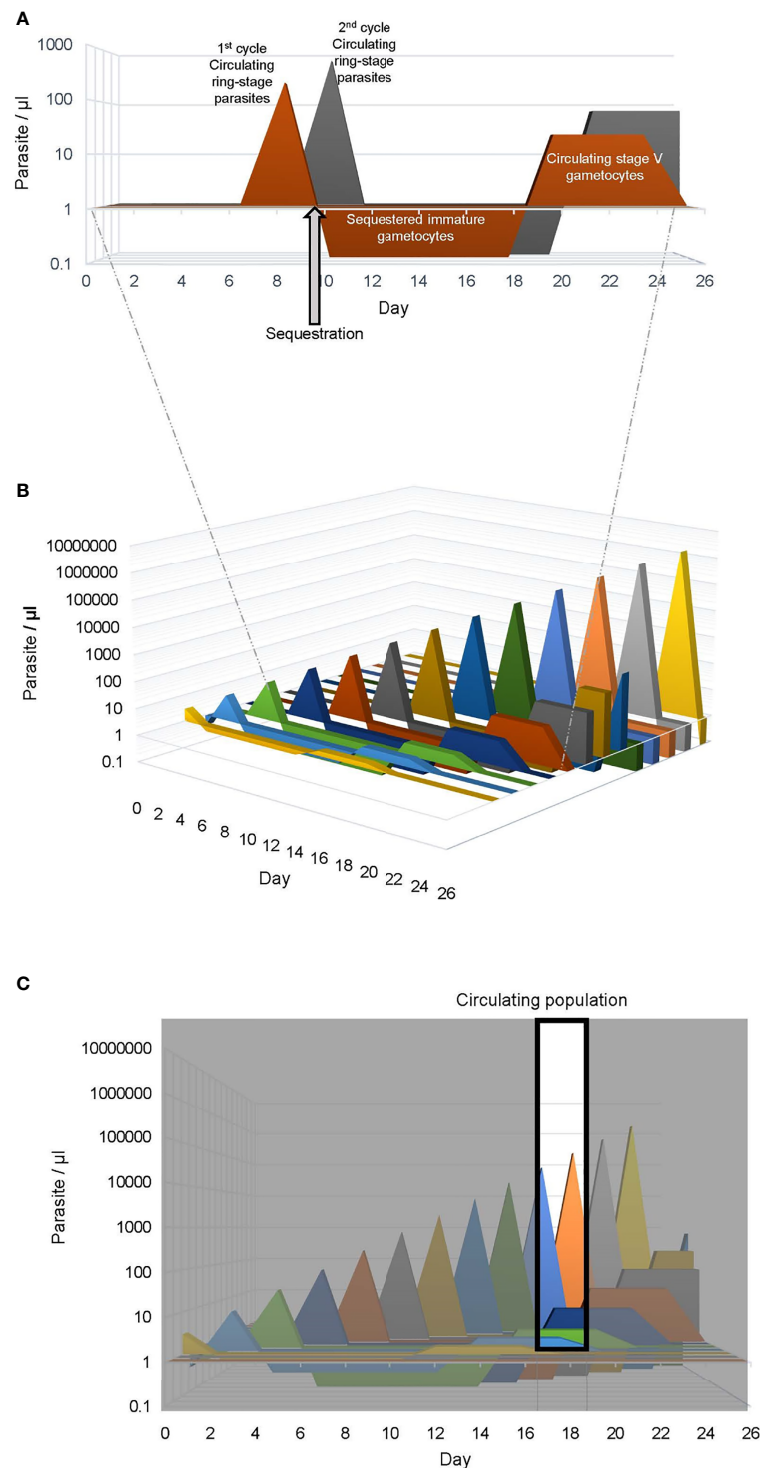 A
1st cycle
Circulating
ring-stage
parasites
2nd cycle
Circulating
ring-stage
parasites
1000
100
10
1
0.1
Parasite / µl
Circulating stage V
gametocytes
Sequestered immature
gametocytes
0 2 4 6 8 10 12 14 16 18 20 22 24 26
Day
Sequestration
B
10000000
1000000
100000
10000
1000
100
10
1
0.1
Parasite / µl
0 2 4 6 8 10 12 14 16 18 20 22 24 26
Day
C
Circulating population
10000000
1000000
100000
10000
1000
100
10
1
0.1
Parasite / µl
0 2 4 6 8 10 12 14 16 18 20 22 24 26
Day